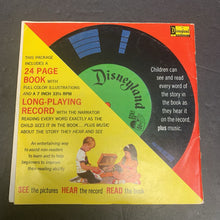 DISNEYLAND
THIS PACKAGE
INCLUDES A
24 PAGE
BOOK WITH
FULL COLOR ILLUSTRATIONS
AND A 7 INCH 33⅓ RPM
LONG-PLAYING
RECORD WITH THE NARRATOR
READING EVERY WORD EXACTLY AS THE
CHILD SEES IT IN THE BOOK... PLUS MUSIC
ABOUT THE STORY THEY HEAR AND SEE
An entertaining way
to assist non-readers
to learn and to help
beginners to improve
their reading ability
Disneyland
Children can
see and read
every word of
the story in
the book as
they hear it on
the record,
plus music.
SEE the pictures HEAR the record READ the book